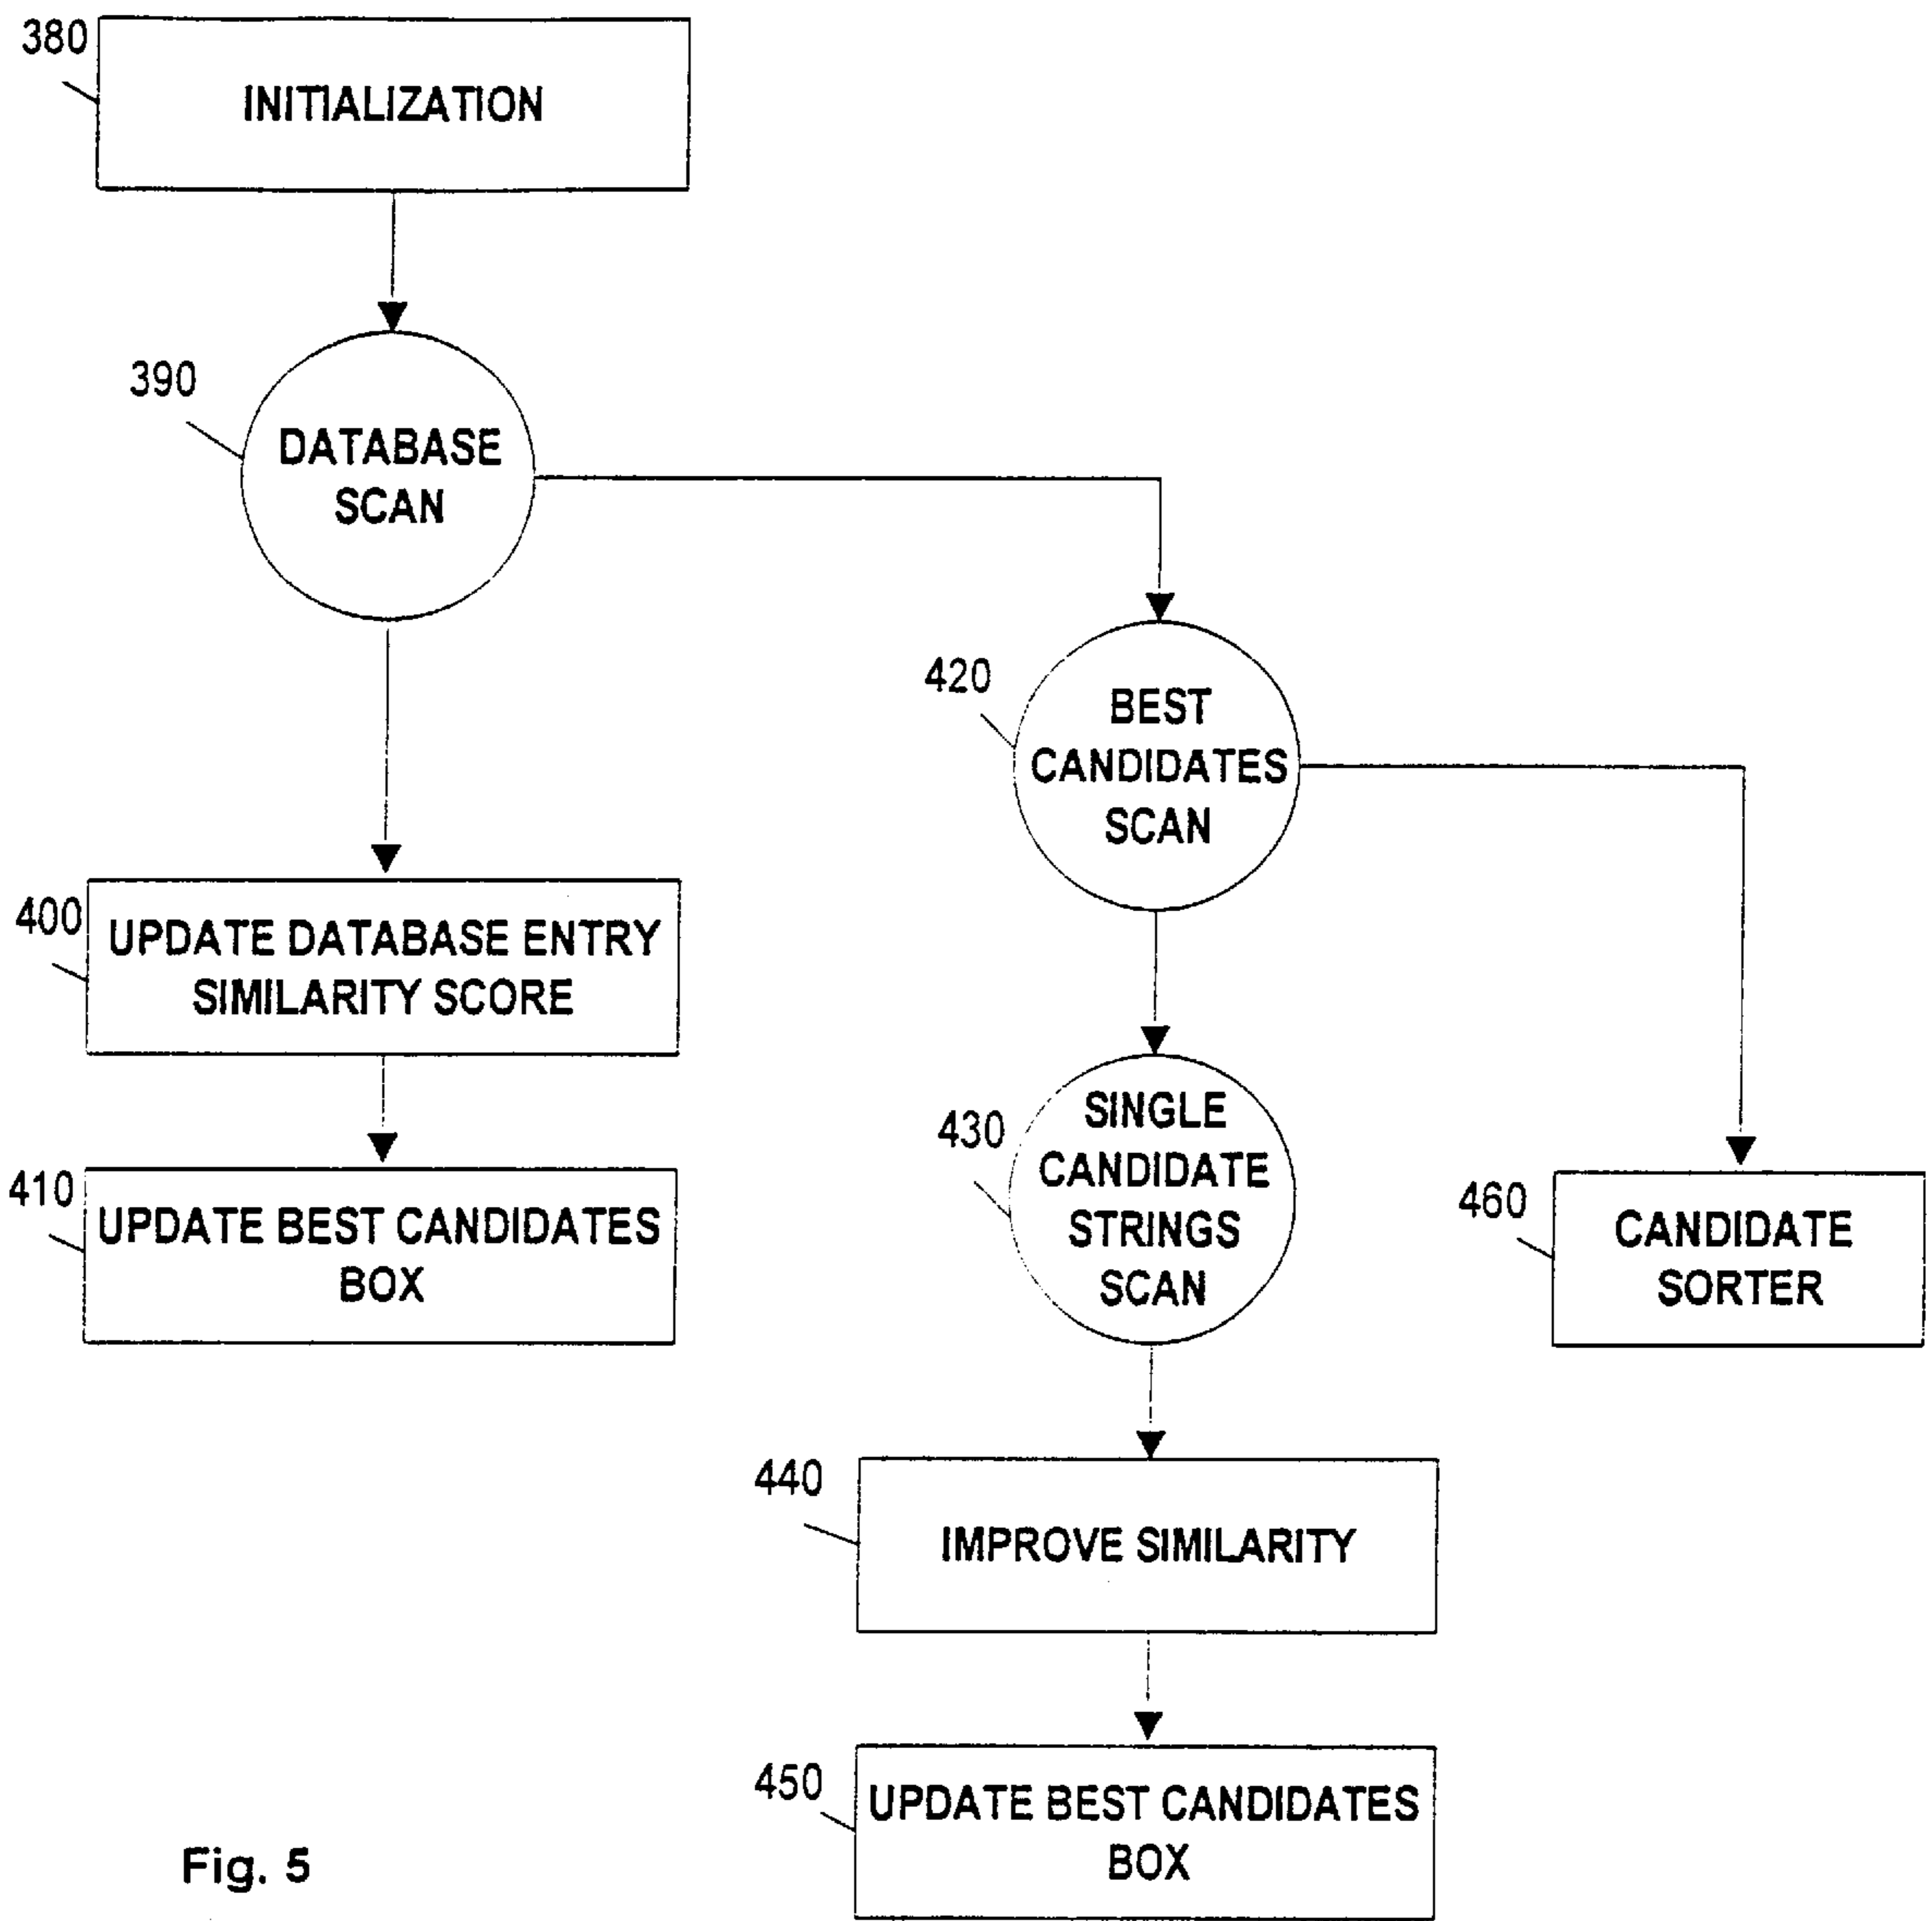 380
INITIALIZATION
390
DATABASE
SCAN
420
BEST
CANDIDATES
SCAN
400
UPDATE DATABASE ENTRY
SIMILARITY SCORE
410
UPDATE BEST CANDIDATES
BOX
430
SINGLE
CANDIDATE
STRINGS
SCAN
460
CANDIDATE
SORTER
440
IMPROVE SIMILARITY
450
UPDATE BEST CANDIDATES
BOX
Fig. 5